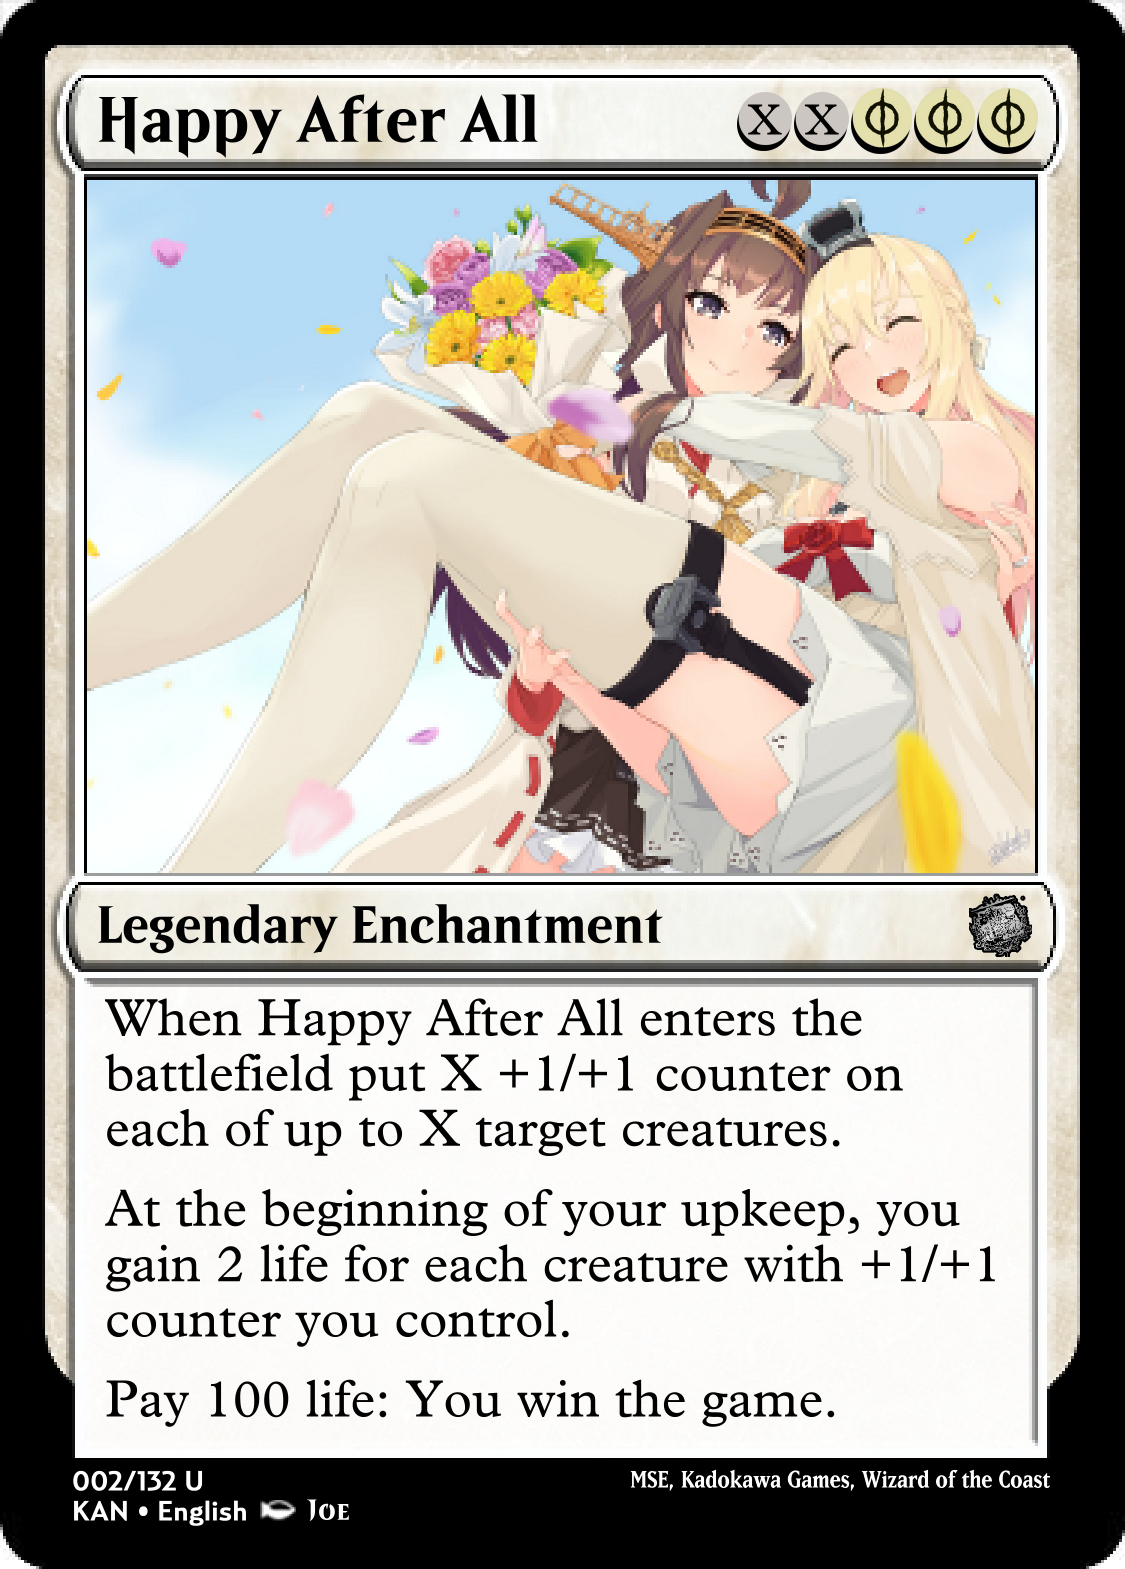 Happy After All XX
Legendary Enchantment
When Happy After All enters the
battlefield put X +1/+1 counter on
each of up to X target creatures.
At the beginning of your upkeep, you
gain 2 life for each creature with +1/+1
counter you control.
Pay 100 life: You win the game.
002/132 U
MSE, Kadokawa Games, Wizard of the Coast
KAN • English JOE